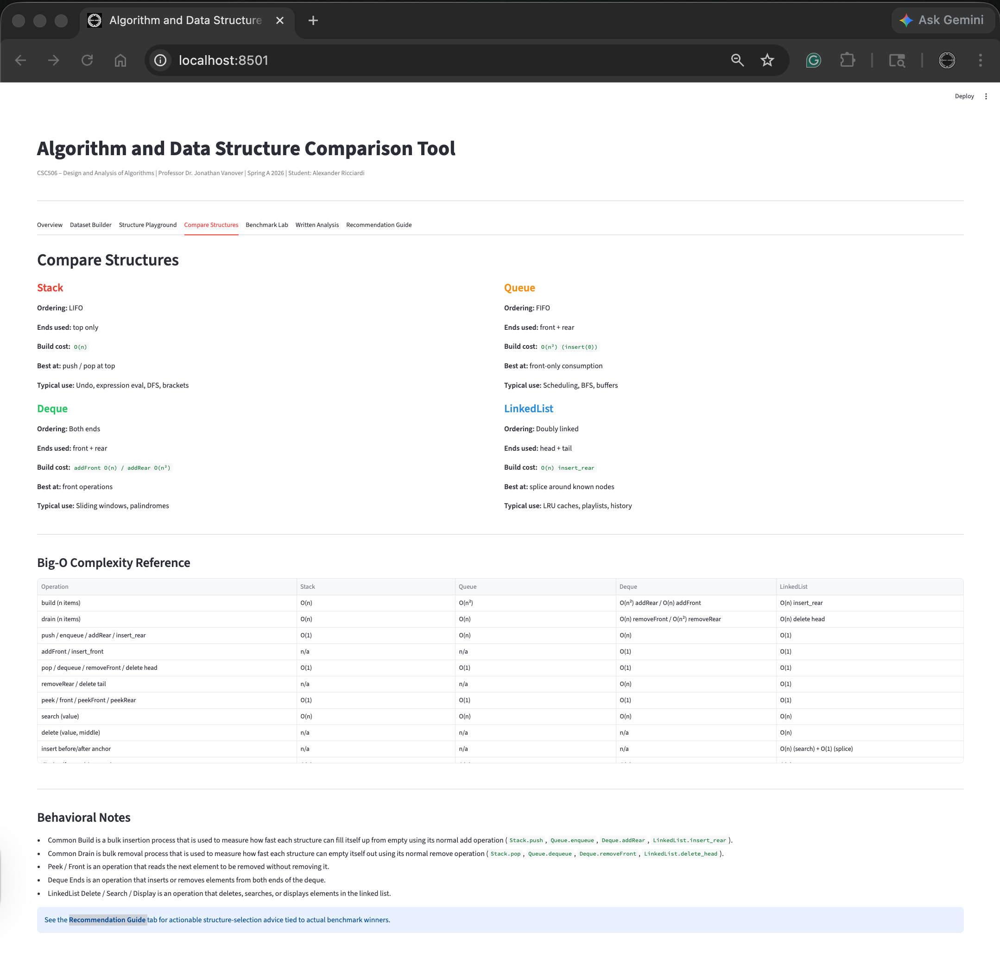 Algorithm and Data Structure
Ask Gemini
localhost:8501
Deploy
Algorithm and Data Structure Comparison Tool
CSC506 – Design and Analysis of Algorithms | Professor Dr. Jonathan Vanover | Spring A 2026 | Student: Alexander Ricciardi
Overview Dataset Builder Structure Playground Compare Structures Benchmark Lab Written Analysis Recommendation Guide
Compare Structures
Stack
Ordering: LIFO
Ends used: top only
Build cost: O(n)
Best at: push / pop at top
Typical use: Undo, expression eval, DFS, brackets
Queue
Ordering: FIFO
Ends used: front + rear
Build cost: O(n²) (insert(0))
Best at: front-only consumption
Typical use: Scheduling, BFS, buffers
Deque
Ordering: Both ends
Ends used: front + rear
Build cost: addFront O(n) / addRear O(n²)
Best at: front operations
Typical use: Sliding windows, palindromes
LinkedList
Ordering: Doubly linked
Ends used: head + tail
Build cost: O(n) insert_rear
Best at: splice around known nodes
Typical use: LRU caches, playlists, history
Big-O Complexity Reference
Operation Stack Queue Deque LinkedList
build (n items) O(n) O(n²) O(n²) addRear / O(n) addFront O(n) insert_rear
drain (n items) O(n) O(n) O(n) removeFront / O(n²) removeRear O(n) delete head
push / enqueue / addRear / insert_rear O(1) O(n) O(n) O(1)
addFront / insert_front n/a n/a O(1) O(1)
pop / dequeue / removeFront / delete head O(1) O(1) O(1) O(1)
removeRear / delete tail n/a n/a O(n) O(1)
peek / front / peekFront / peekRear O(1) O(1) O(1) O(1)
search (value) O(n) O(n) O(n) O(n)
delete (value, middle) n/a n/a n/a O(n)
insert before/after anchor n/a n/a n/a O(n) (search) + O(1) (splice)
Behavioral Notes
• Common Build is a bulk insertion process that is used to measure how fast each structure can fill itself up from empty using its normal add operation ( Stack.push , Queue.enqueue , Deque.addRear , LinkedList.insert_rear ).
• Common Drain is bulk removal process that is used to measure how fast each structure can empty itself out using its normal remove operation ( Stack.pop , Queue.dequeue , Deque.removeFront , LinkedList.delete_head ).
• Peek / Front is an operation that reads the next element to be removed without removing it.
• Deque Ends is an operation that inserts or removes elements from both ends of the deque.
• LinkedList Delete / Search / Display is an operation that deletes, searches, or displays elements in the linked list.
See the Recommendation Guide tab for actionable structure-selection advice tied to actual benchmark winners.